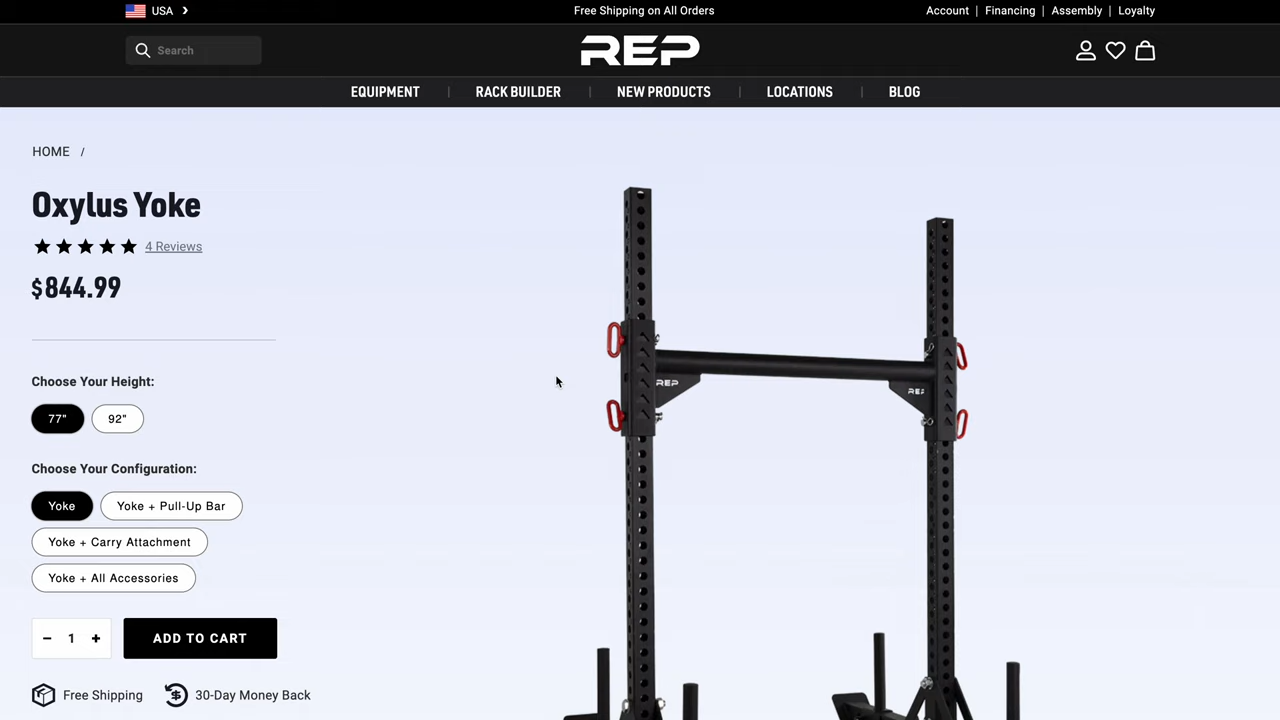 USA
Free Shipping on All Orders
Account | Financing | Assembly | Loyalty
Search
REP
EQUIPMENT | RACK BUILDER | NEW PRODUCTS | LOCATIONS | BLOG
HOME /
Oxylus Yoke
4 Reviews
$844.99
Choose Your Height:
77" 92"
Choose Your Configuration:
Yoke Yoke + Pull-Up Bar
Yoke + Carry Attachment
Yoke + All Accessories
− 1 + ADD TO CART
Free Shipping 30-Day Money Back
REP
REP